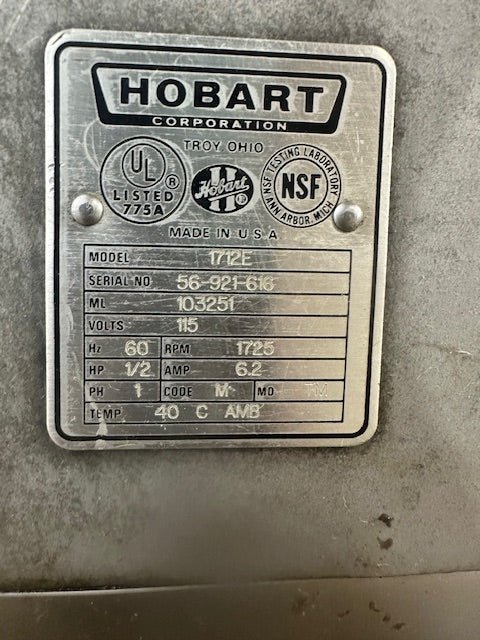 HOBART
CORPORATION
TROY OHIO
UL ®
LISTED
775A
Hobart ®
NSF TESTING LABORATORY
NSF
ANN ARBOR, MICH
MADE IN U.S.A
MODEL 1712E
SERIAL NO 56-921-616
ML 103251
VOLTS 115
Hz 60 RPM 1725
HP 1/2 AMP 6.2
PH 1 CODE M MO
TEMP 40 C AMB